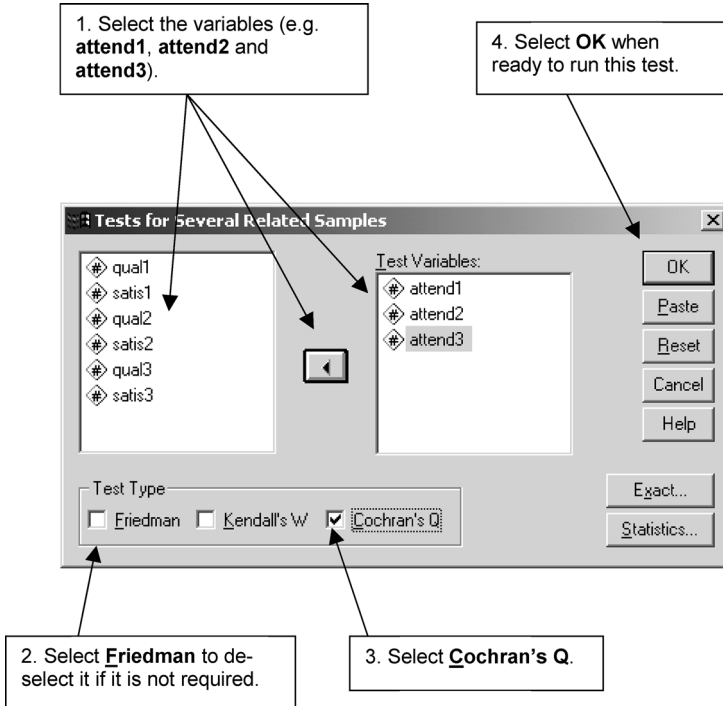 1. Select the variables (e.g.
attend1, attend2 and
attend3).
4. Select OK when
ready to run this test.
Tests for Several Related Samples
qual1
satis1
qual2
satis2
qual3
satis3
Test Variables:
attend1
attend2
attend3
OK
Paste
Reset
Cancel
Help
Test Type
Friedman Kendall's W Cochran's Q
Exact...
Statistics...
2. Select Friedman to de-
select it if it is not required.
3. Select Cochran's Q.